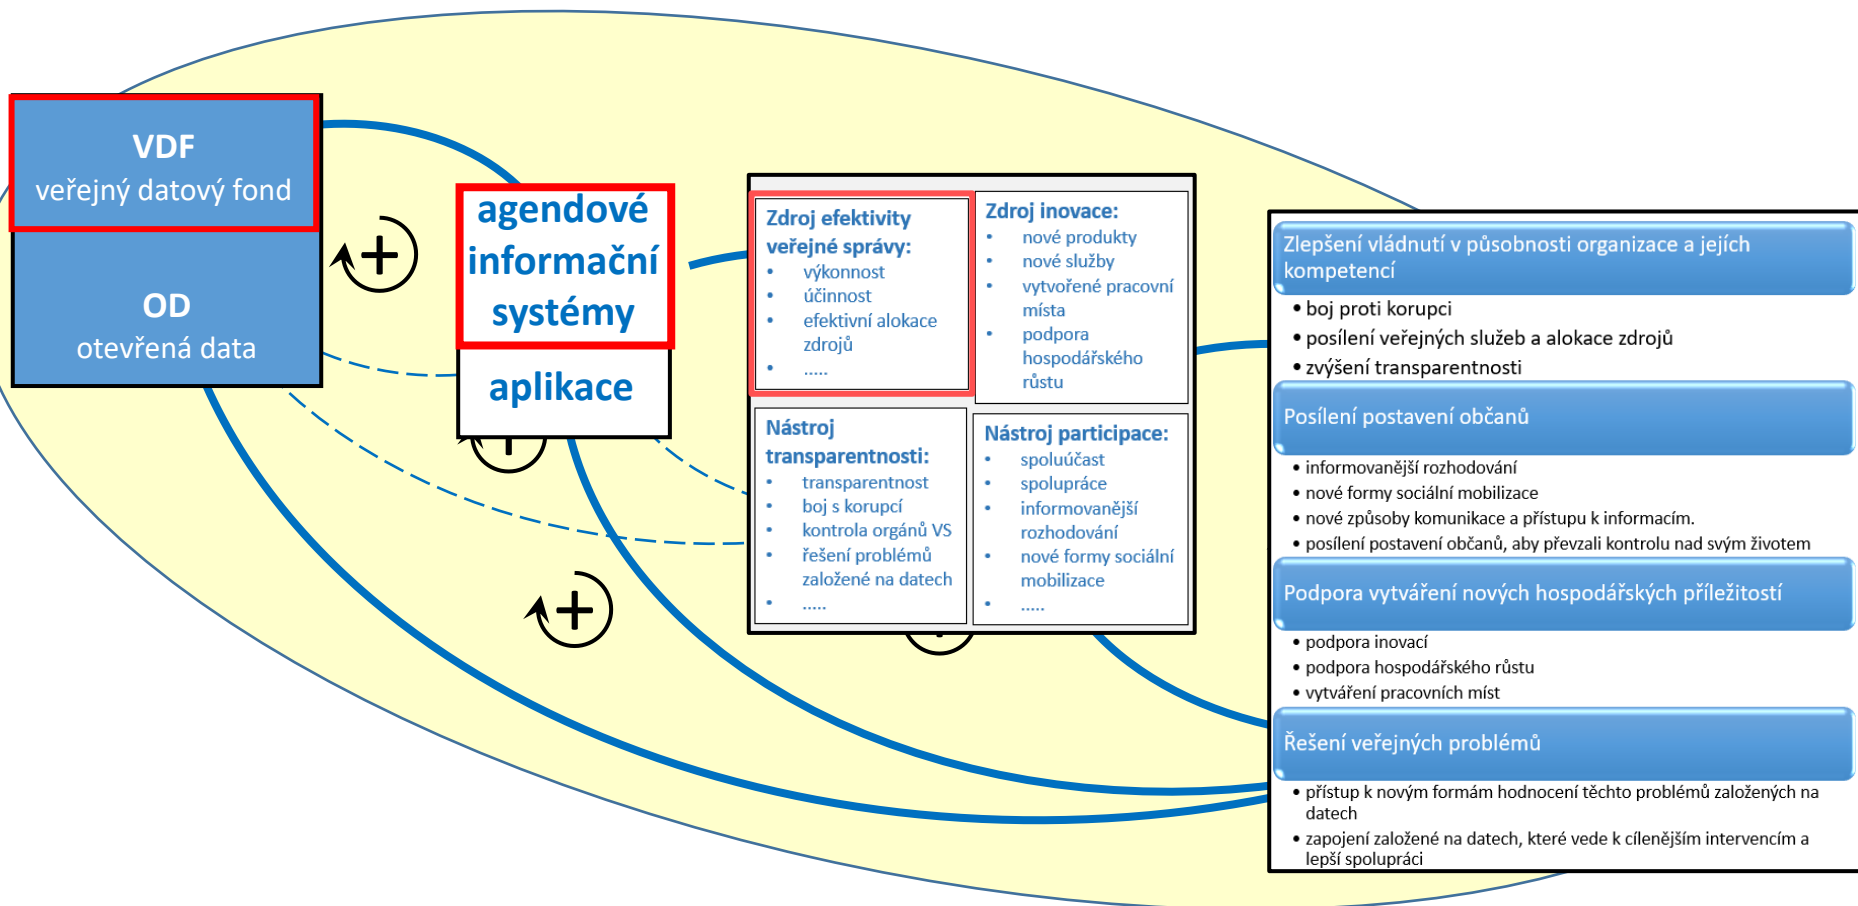 VDF
veřejný datový fond
OD
otevřená data
agendové
informační
systémy
aplikace
Zdroj efektivity
veřejné správy:
• výkonnost
• účinnost
• efektivní alokace
zdrojů
• .....
Zdroj inovace:
• nové produkty
• nové služby
• vytvořené pracovní
místa
• podpora
hospodářského
růstu
Nástroj
transparentnosti:
• transparentnost
• boj s korupcí
• kontrola orgánů VS
• řešení problémů
založené na datech
• .....
Nástroj participace:
• spoluúčast
• spolupráce
• informovanější
rozhodování
• nové formy sociální
mobilizace
• .....
Zlepšení vládnutí v působnosti organizace a jejích
kompetencí
• boj proti korupci
• posílení veřejných služeb a alokace zdrojů
• zvýšení transparentnosti
Posílení postavení občanů
• informovanější rozhodování
• nové formy sociální mobilizace
• nové způsoby komunikace a přístupu k informacím.
• posílení postavení občanů, aby převzali kontrolu nad svým životem
Podpora vytváření nových hospodářských příležitostí
• podpora inovací
• podpora hospodářského růstu
• vytváření pracovních míst
Řešení veřejných problémů
• přístup k novým formám hodnocení těchto problémů založených na
datech
• zapojení založené na datech, které vede k cílenějším intervencím a
lepší spolupráci